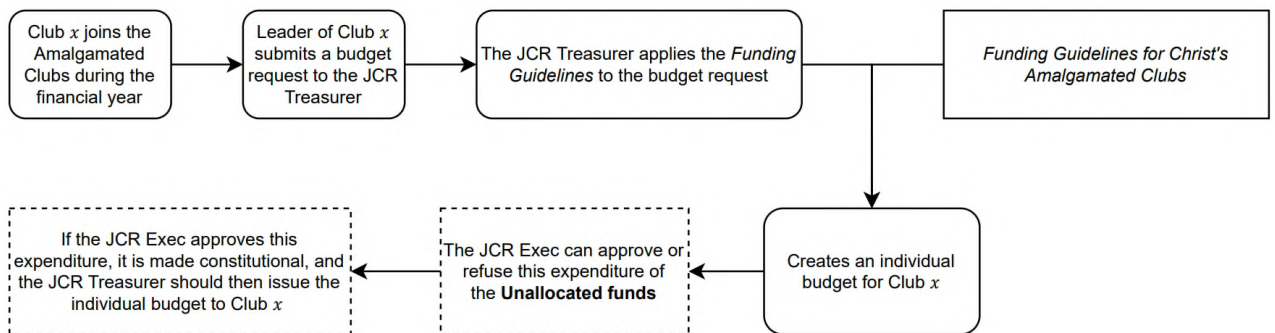 Club 𝑥 joins the
Amalgamated
Clubs during the
financial year
Leader of Club 𝑥
submits a budget
request to the JCR
Treasurer
The JCR Treasurer applies the Funding
Guidelines to the budget request
Funding Guidelines for Christ's
Amalgamated Clubs
Creates an individual
budget for Club 𝑥
The JCR Exec can approve or
refuse this expenditure of
the Unallocated funds
If the JCR Exec approves this
expenditure, it is made constitutional, and
the JCR Treasurer should then issue the
individual budget to Club 𝑥